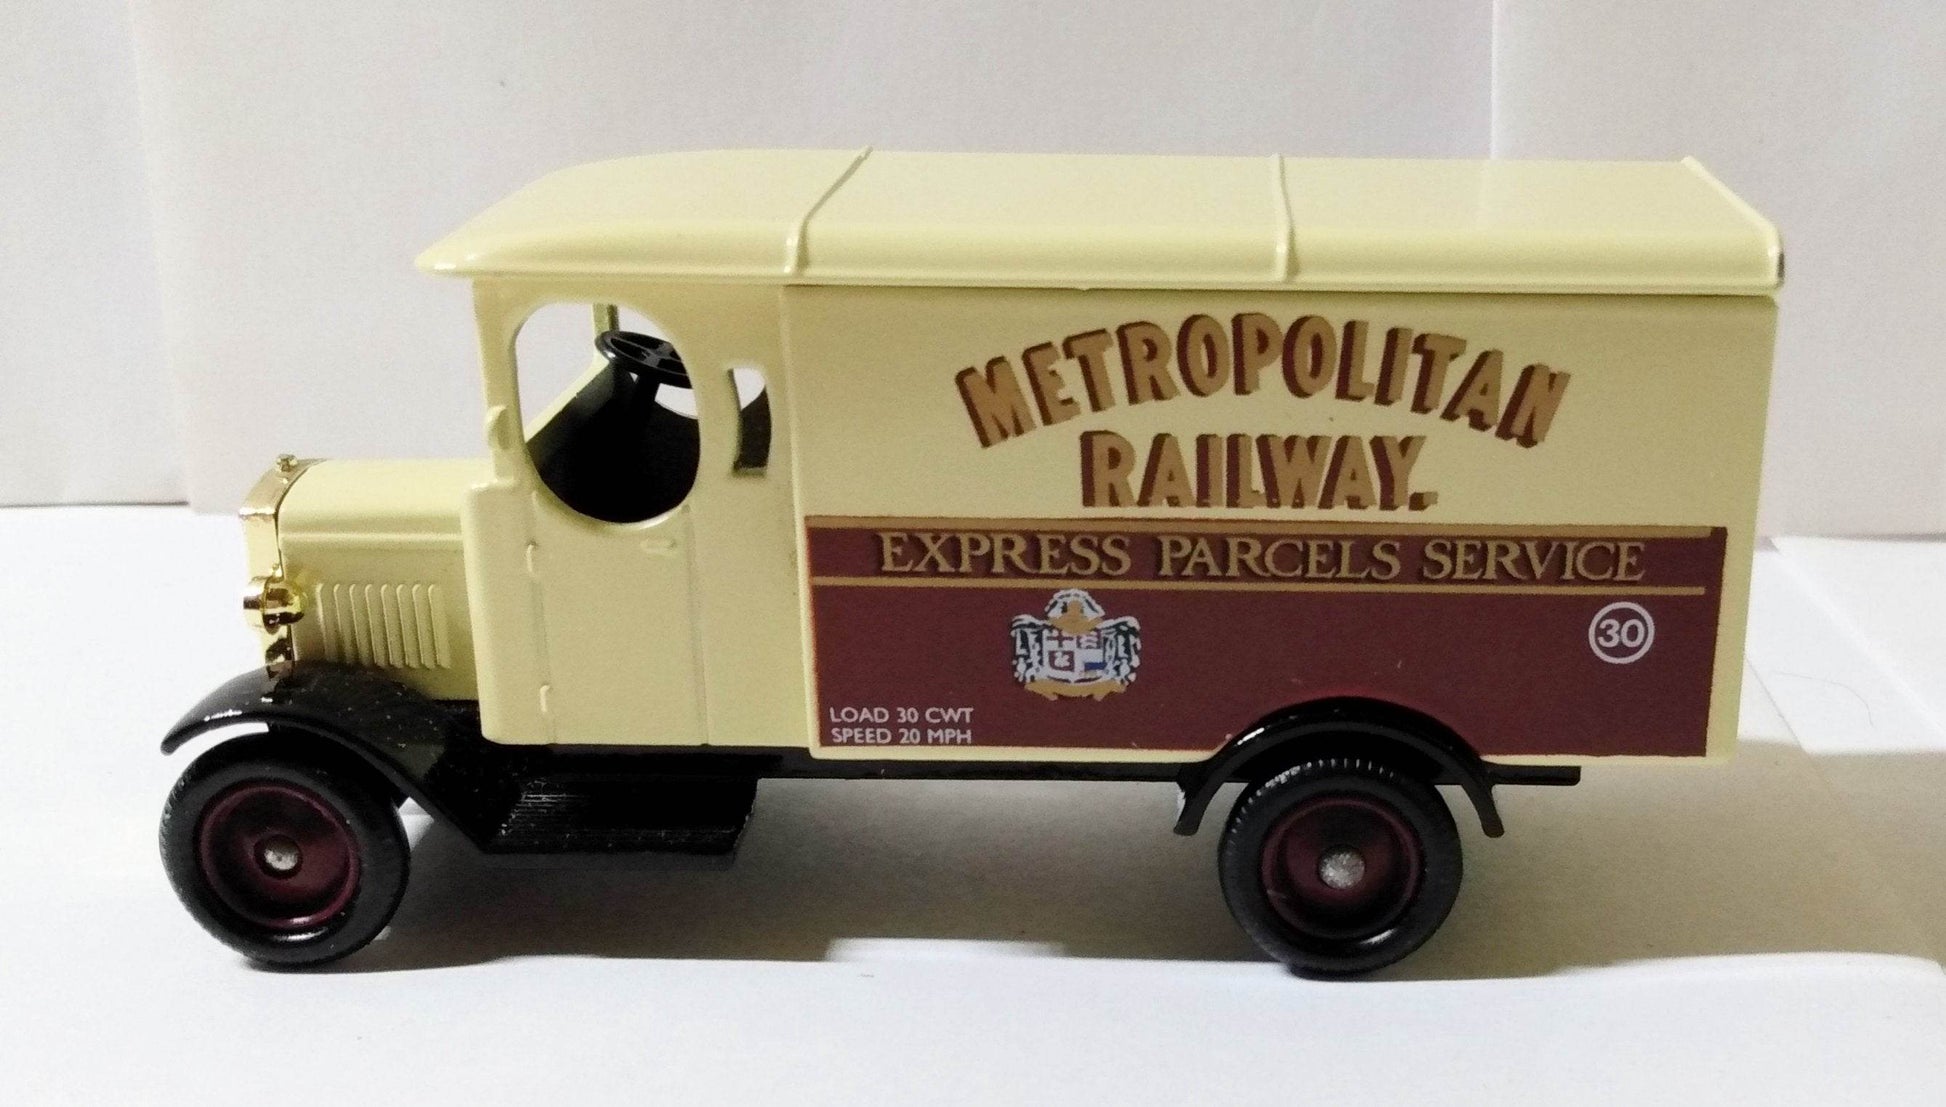 METROPOLITAN
RAILWAY.
EXPRESS PARCELS SERVICE
30
LOAD 30 CWT
SPEED 20 MPH